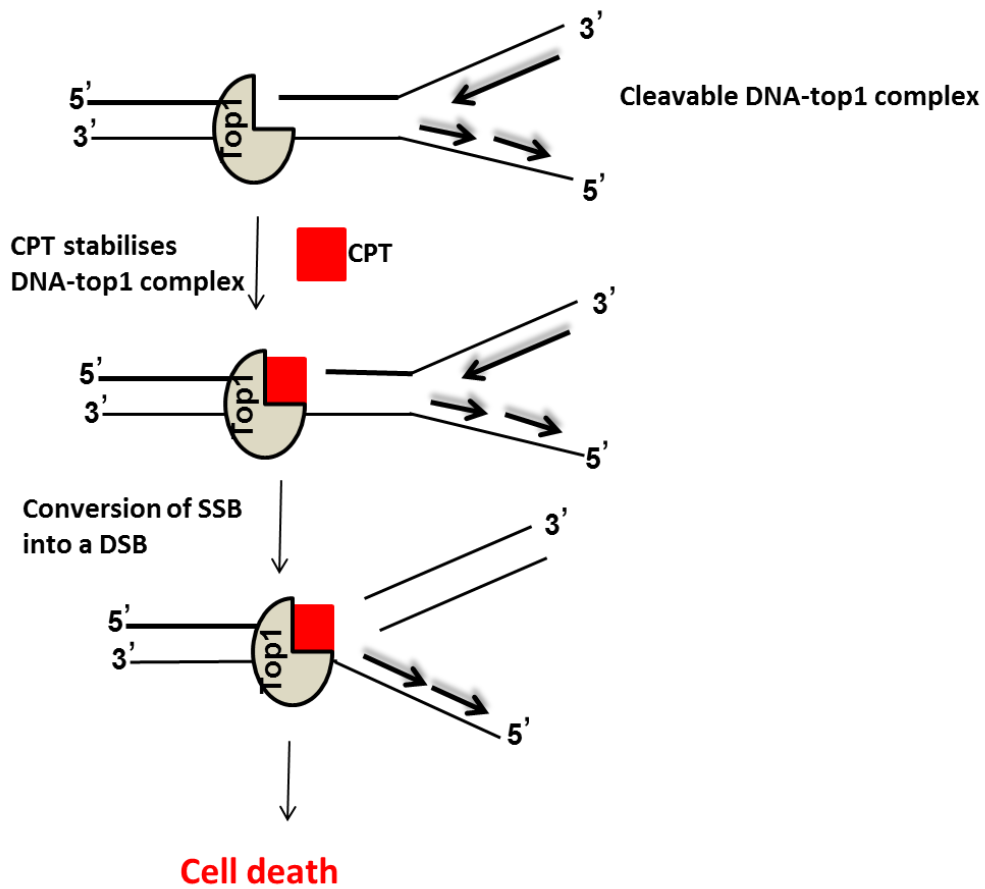 3’
5’
Top1
Cleavable DNA-top1 complex
3’
5’
CPT stabilises
DNA-top1 complex
CPT
3’
5’
Top1
3’
5’
Conversion of SSB
into a DSB
3’
5’
Top1
3’
5’
Cell death